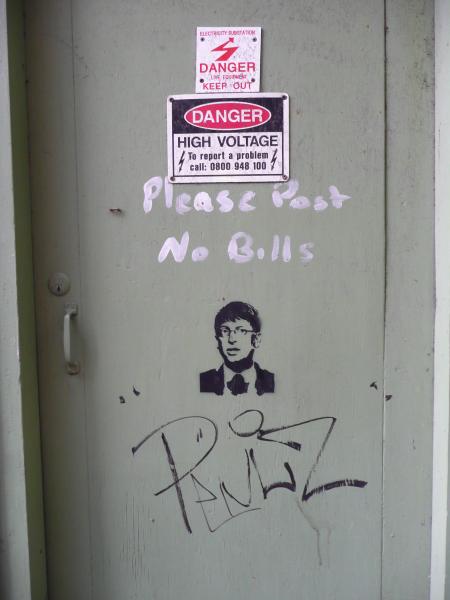 ELECTRICITY SUBSTATION
DANGER
LIVE EQUIPMENT
KEEP OUT
DANGER
HIGH VOLTAGE
To report a problem
call: 0800 948 100
Please Post
No Bills